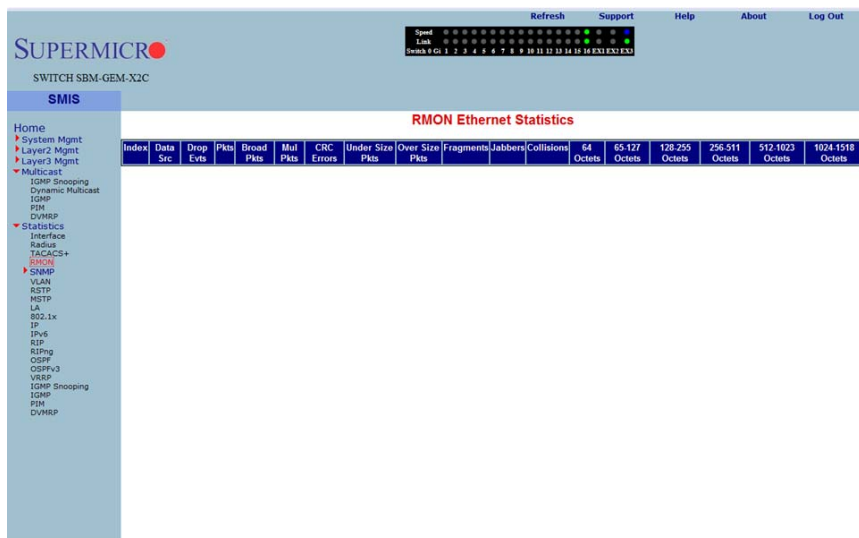 Refresh Support Help About Log Out
SUPERMICRO
SWITCH SBM-GEM-X2C
Speed
Link
Switch 0 Gi 1 2 3 4 5 6 7 8 9 10 11 12 13 14 15 16 EX1 EX2 EX3
SMIS
Home
System Mgmt
Layer2 Mgmt
Layer3 Mgmt
Multicast
IGMP Snooping
Dynamic Multicast
IGMP
PIM
DVMRP
Statistics
Interface
Radius
TACACS+
RMON
SNMP
VLAN
RSTP
MSTP
LA
802.1x
IP
IPv6
RIP
RIPng
OSPF
OSPFv3
VRRP
IGMP Snooping
IGMP
PIM
DVMRP
RMON Ethernet Statistics
Index Data Src Drop Evts Pkts Broad Pkts Mul Pkts CRC Errors Under Size Pkts Over Size Pkts Fragments Jabbers Collisions 64 Octets 65-127 Octets 128-255 Octets 256-511 Octets 512-1023 Octets 1024-1518 Octets